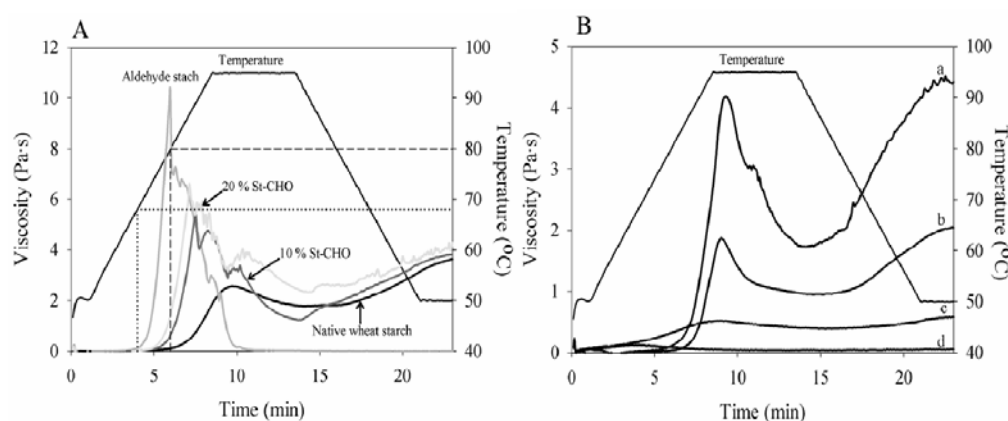 A
B
Temperature
Aldehyde stach
20 % St-CHO
10 % St-CHO
Native wheat starch
Viscosity (Pa·s)
12
10
8
6
4
2
0
0
5
10
15
20
Time (min)
100
90
80
70
60
50
40
Temperature (⁰C)
Temperature
a
b
c
d
Viscosity (Pa·s)
5
4
3
2
1
0
0
5
10
15
20
Time (min)
100
90
80
70
60
50
40
Temperature (⁰C)